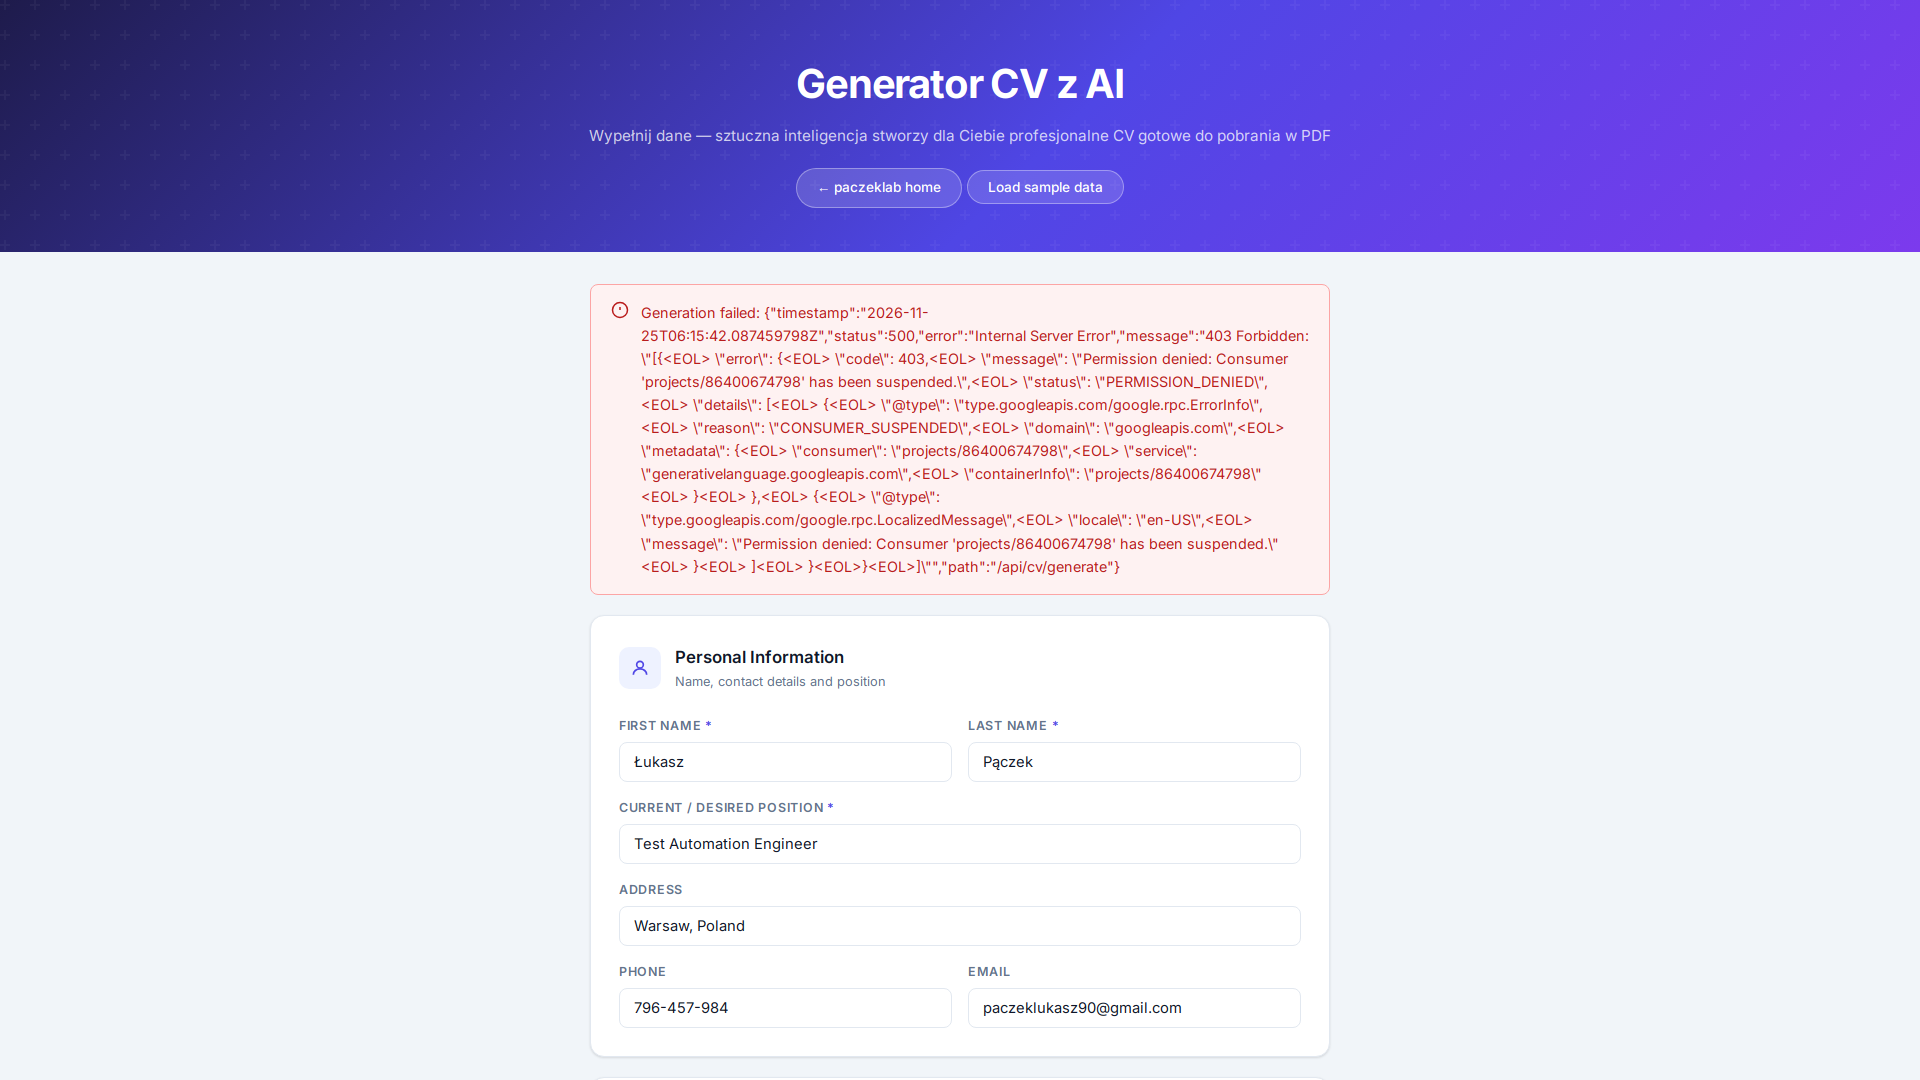 Generator CV z AI
Wypełnij dane — sztuczna inteligencja stworzy dla Ciebie profesjonalne CV gotowe do pobrania w PDF
← paczeklab home
Load sample data
Generation failed: {"timestamp":"2026-11-
25T06:15:42.087459798Z","status":500,"error":"Internal Server Error","message":"403 Forbidden:
\"[{<EOL> \"error\": {<EOL> \"code\": 403,<EOL> \"message\": \"Permission denied: Consumer
'projects/86400674798' has been suspended.\",<EOL> \"status\": \"PERMISSION_DENIED\",
<EOL> \"details\": [<EOL> {<EOL> \"@type\": \"type.googleapis.com/google.rpc.ErrorInfo\",
<EOL> \"reason\": \"CONSUMER_SUSPENDED\",<EOL> \"domain\": \"googleapis.com\",<EOL>
\"metadata\": {<EOL> \"consumer\": \"projects/86400674798\",<EOL> \"service\":
\"generativelanguage.googleapis.com\",<EOL> \"containerInfo\": \"projects/86400674798\"
<EOL> }<EOL> },<EOL> {<EOL> \"@type\":
\"type.googleapis.com/google.rpc.LocalizedMessage\",<EOL> \"locale\": \"en-US\",<EOL>
\"message\": \"Permission denied: Consumer 'projects/86400674798' has been suspended.\"
<EOL> }<EOL> ]<EOL> }<EOL>}<EOL>]\"","path":"/api/cv/generate"}
Personal Information
Name, contact details and position
FIRST NAME *
LAST NAME *
Łukasz
Pączek
CURRENT / DESIRED POSITION *
Test Automation Engineer
ADDRESS
Warsaw, Poland
PHONE
EMAIL
796-457-984
paczeklukasz90@gmail.com